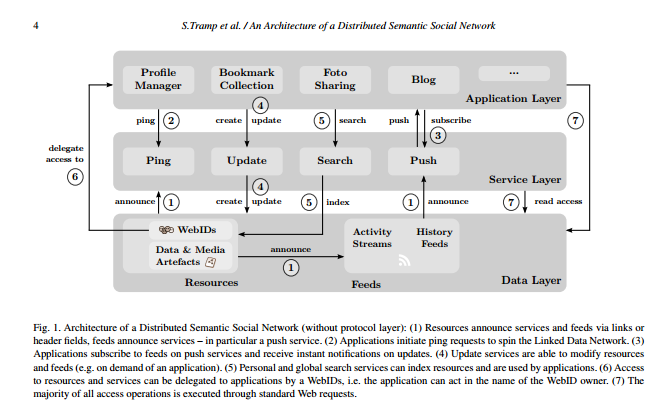 4
S.Tramp et al. / An Architecture of a Distributed Semantic Social Network
Profile Manager
Bookmark Collection
Foto Sharing
Blog
...
Application Layer
ping 2
create 4 update
5 search
push subscribe 3
7
delegate access to 6
Ping
Update
Search
Push
Service Layer
announce 1
create 4 update
5 index
1 announce
7 read access
WebIDs
Data & Media Artefacts
Resources
announce 1
Activity Streams
History Feeds
Feeds
Data Layer
Fig. 1. Architecture of a Distributed Semantic Social Network (without protocol layer): (1) Resources announce services and feeds via links or
header fields, feeds announce services – in particular a push service. (2) Applications initiate ping requests to spin the Linked Data Network. (3)
Applications subscribe to feeds on push services and receive instant notifications on updates. (4) Update services are able to modify resources
and feeds (e.g. on demand of an application). (5) Personal and global search services can index resources and are used by applications. (6) Access
to resources and services can be delegated to applications by a WebIDs, i.e. the application can act in the name of the WebID owner. (7) The
majority of all access operations is executed through standard Web requests.